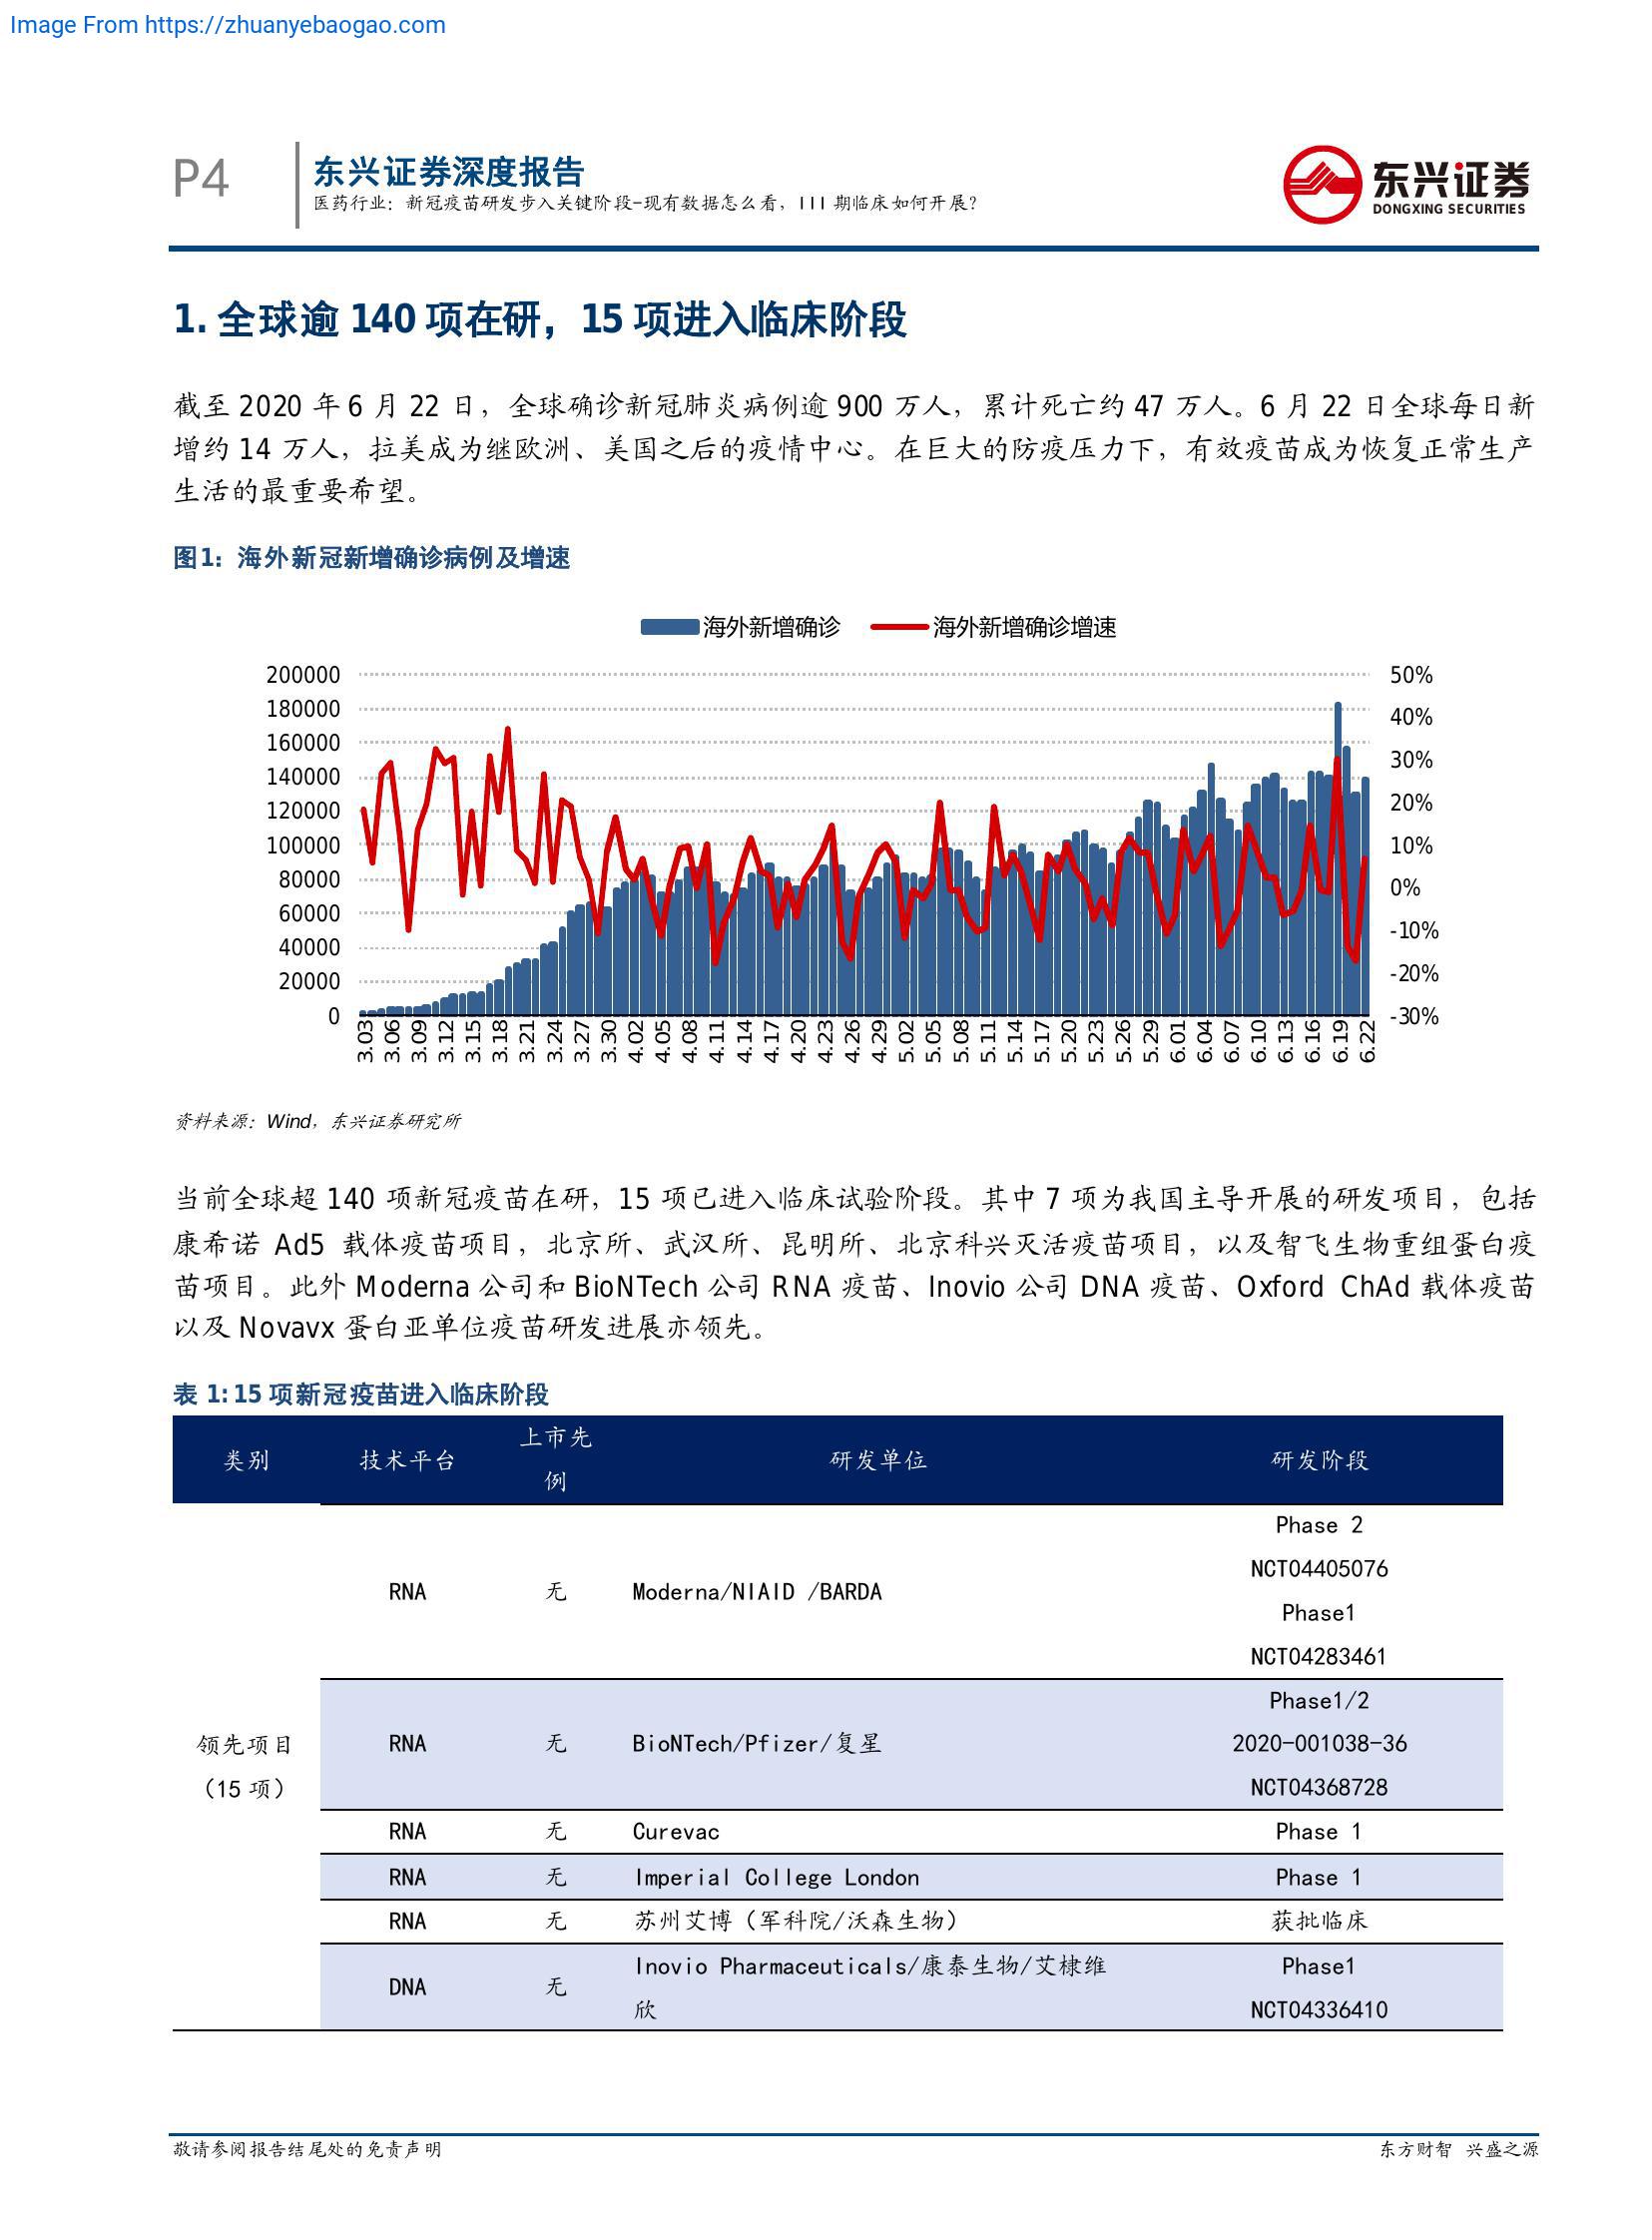 Image From https://zhuanyebaogao.com
P4
东兴证券深度报告
医药行业：新冠疫苗研发步入关键阶段-现有数据怎么看，III 期临床如何开展？
东兴证券
DONGXING SECURITIES
1. 全球逾 140 项在研，15 项进入临床阶段
截至 2020 年 6 月 22 日，全球确诊新冠肺炎病例逾 900 万人，累计死亡约 47 万人。6 月 22 日全球每日新
增约 14 万人，拉美成为继欧洲、美国之后的疫情中心。在巨大的防疫压力下，有效疫苗成为恢复正常生产
生活的最重要希望。
图1：海外新冠新增确诊病例及增速
海外新增确诊 海外新增确诊增速
200000 50%
180000 40%
160000 30%
140000 20%
120000 10%
100000 0%
80000 -10%
60000 -20%
40000 -30%
20000
0
3.03 3.06 3.09 3.12 3.15 3.18 3.21 3.24 3.27 3.30 4.02 4.05 4.08 4.11 4.14 4.17 4.20 4.23 4.26 4.29 5.02 5.05 5.08 5.11 5.14 5.17 5.20 5.23 5.26 5.29 6.01 6.04 6.07 6.10 6.13 6.16 6.19 6.22
资料来源：Wind，东兴证券研究所
当前全球超 140 项新冠疫苗在研，15 项已进入临床试验阶段。其中 7 项为我国主导开展的研发项目，包括
康希诺 Ad5 载体疫苗项目，北京所、武汉所、昆明所、北京科兴灭活疫苗项目，以及智飞生物重组蛋白疫
苗项目。此外 Moderna 公司和 BioNTech 公司 RNA 疫苗、Inovio 公司 DNA 疫苗、Oxford ChAd 载体疫苗
以及 Novavx 蛋白亚单位疫苗研发进展亦领先。
表 1:15 项新冠疫苗进入临床阶段
类别 技术平台 上市先例 研发单位 研发阶段
领先项目
（15 项）
RNA 无 Moderna/NIAID /BARDA
Phase 2
NCT04405076
Phase1
NCT04283461
RNA 无 BioNTech/Pfizer/复星
Phase1/2
2020-001038-36
NCT04368728
RNA 无 Curevac Phase 1
RNA 无 Imperial College London Phase 1
RNA 无 苏州艾博（军科院/沃森生物） 获批临床
DNA 无 Inovio Pharmaceuticals/康泰生物/艾棣维
欣
Phase1
NCT04336410
敬请参阅报告结尾处的免责声明
东方财智 兴盛之源